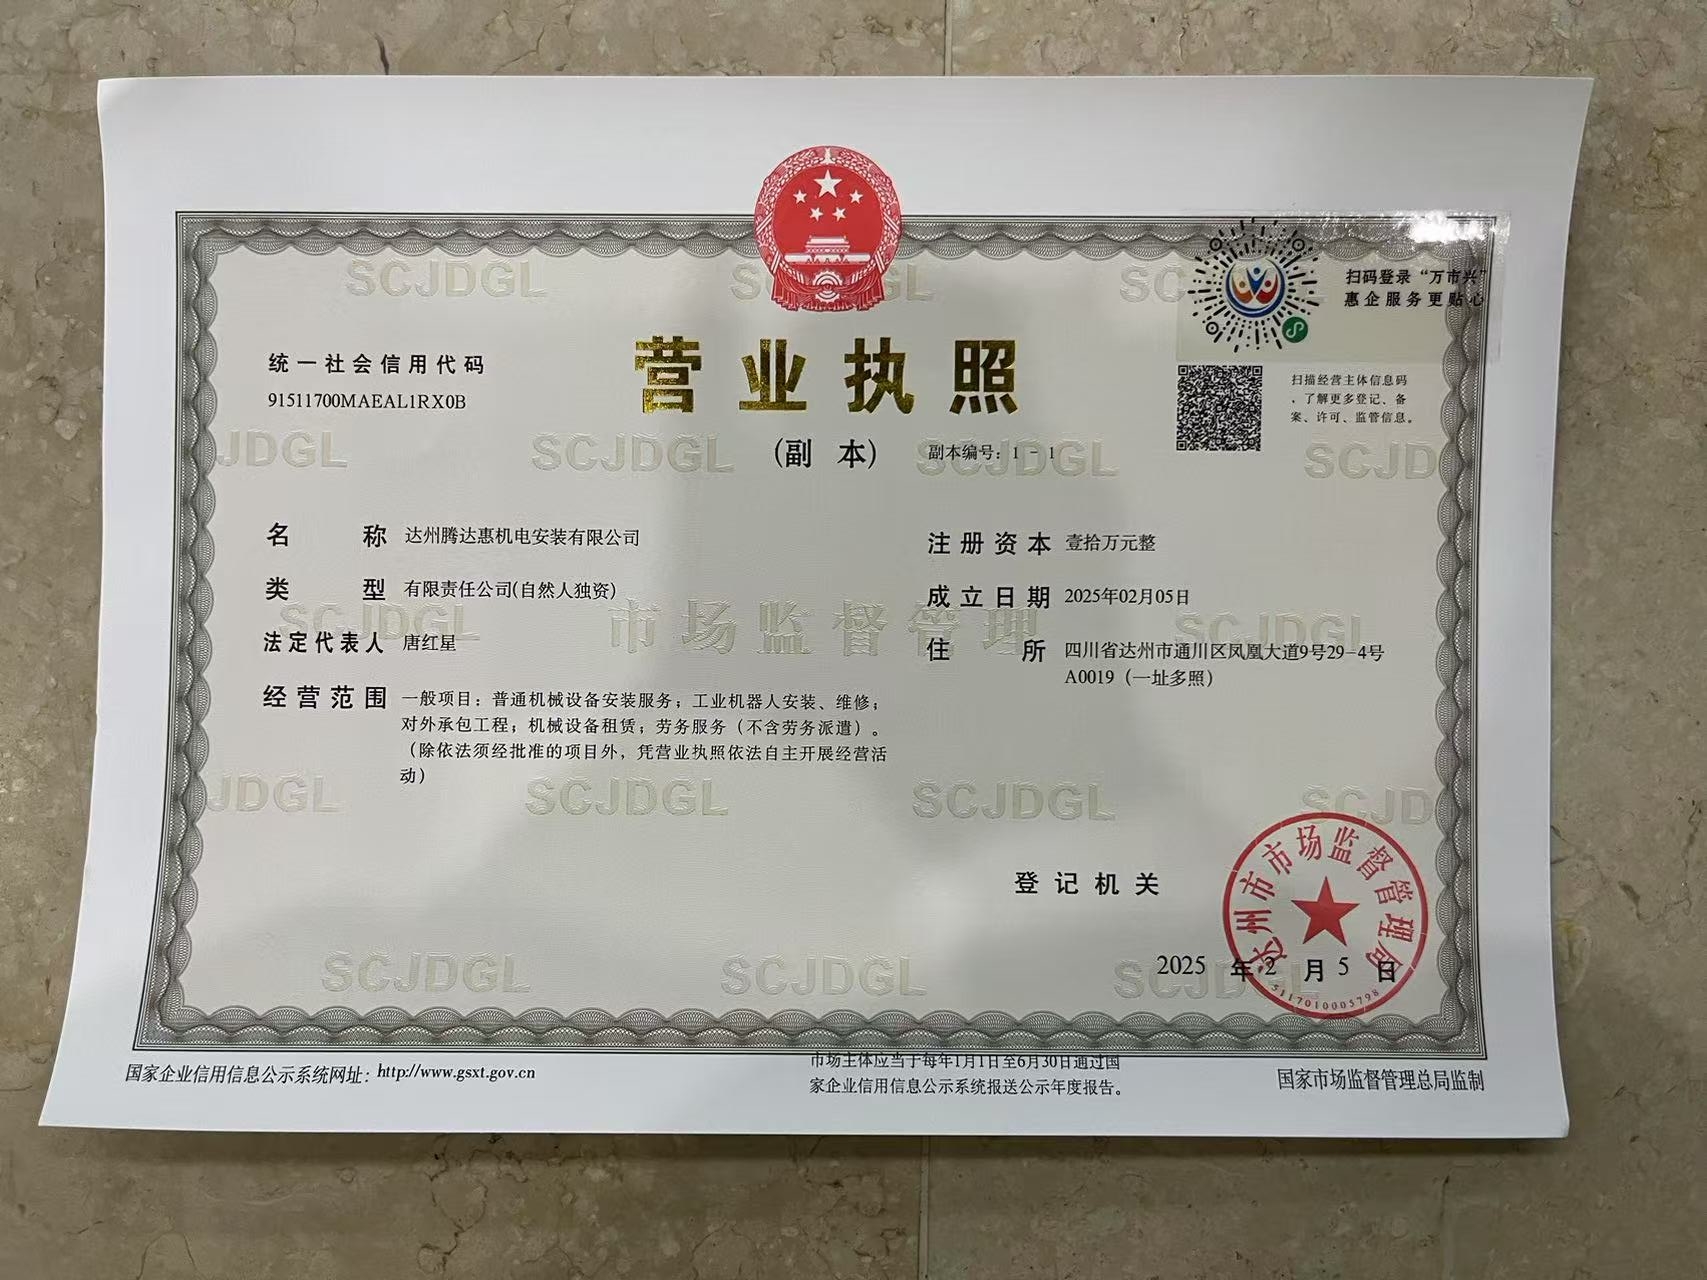 扫码登录“万市兴”
惠企服务更贴心
统一社会信用代码
91511700MAEAL1RX0B
营业执照
(副 本)
副本编号：1 - 1
扫描经营主体信息码
，了解更多登记、备
案、许可、监管信息。
名 称 达州腾达惠机电安装有限公司
类 型 有限责任公司(自然人独资)
法定代表人 唐红星
经营范围 一般项目：普通机械设备安装服务；工业机器人安装、维修；
对外承包工程；机械设备租赁；劳务服务（不含劳务派遣）。
（除依法须经批准的项目外，凭营业执照依法自主开展经营活
动）
注册资本 壹拾万元整
成立日期 2025年02月05日
住 所 四川省达州市通川区凤凰大道9号29-4号
A0019（一址多照）
SCJDGL
市场监督管理
登记机关
达州市市场监督管理局
2025 年 2 月 5 日
5117010005798
国家企业信用信息公示系统网址：http://www.gsxt.gov.cn
市场主体应当于每年1月1日至6月30日通过国
家企业信用信息公示系统报送公示年度报告。
国家市场监督管理总局监制